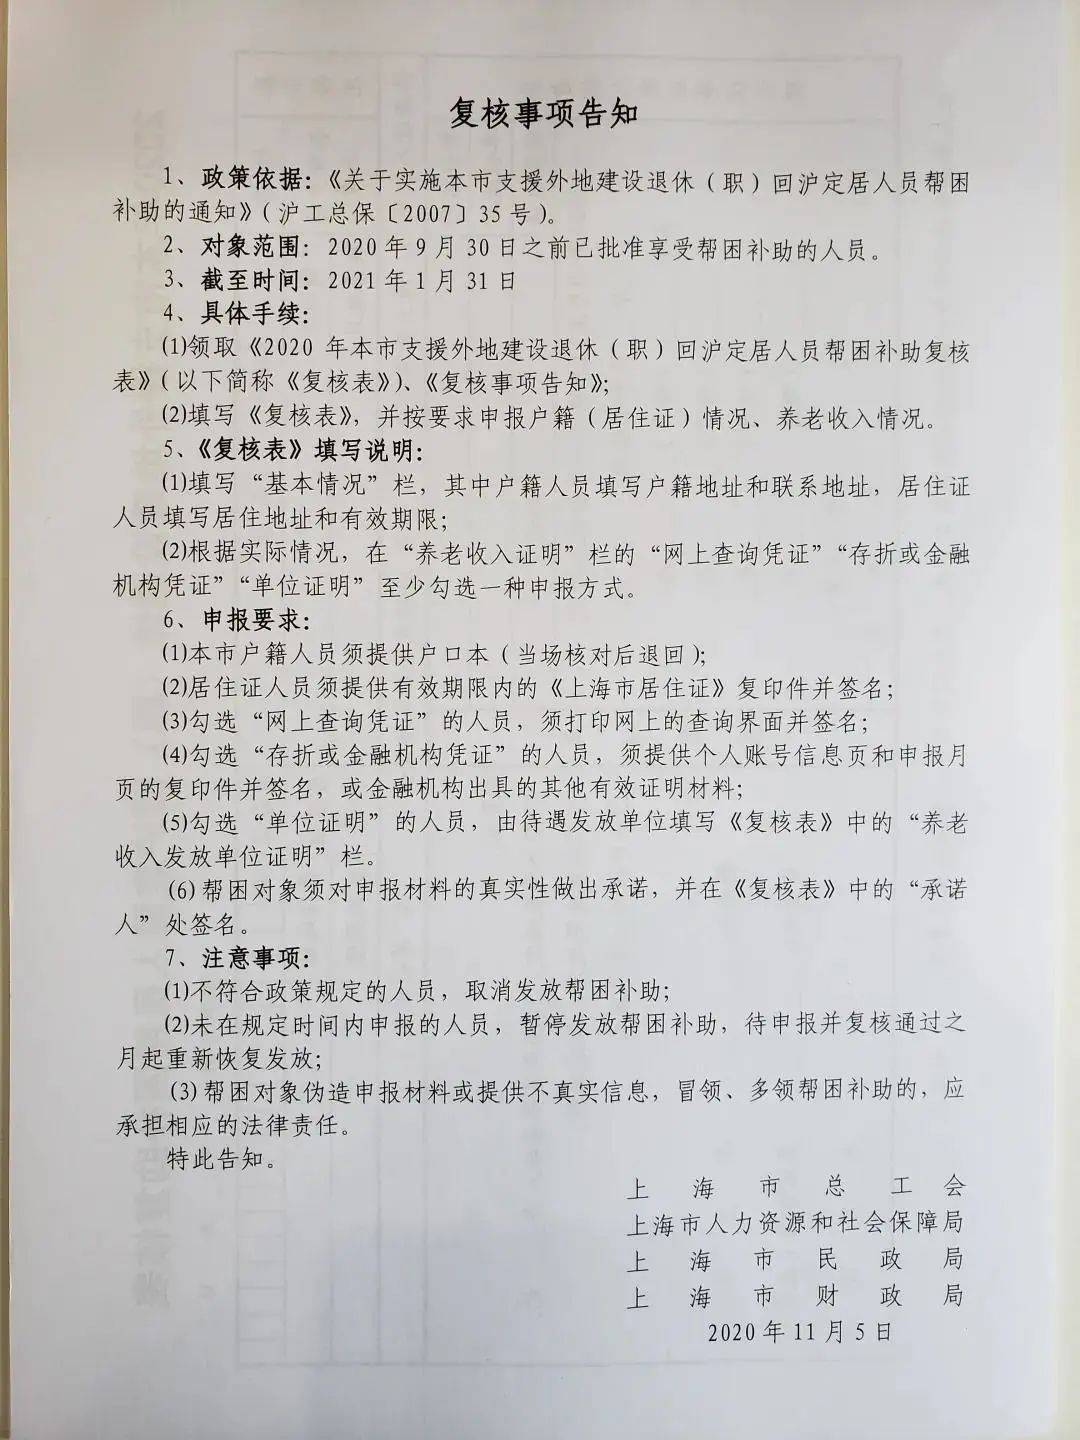 复核事项告知
1、政策依据：《关于实施本市支援外地建设退休（职）回沪定居人员帮困
补助的通知》（沪工总保〔2007〕35号）。
2、对象范围：2020年9月30日之前已批准享受帮困补助的人员。
3、截至时间：2021年1月31日
4、具体手续：
(1)领取《2020 年本市支援外地建设退休（职）回沪定居人员帮困补助复核
表》（以下简称《复核表》）、《复核事项告知》；
(2)填写《复核表》，并按要求申报户籍（居住证）情况、养老收入情况。
5、《复核表》填写说明：
(1)填写“基本情况”栏，其中户籍人员填写户籍地址和联系地址，居住证
人员填写居住地址和有效期限；
(2)根据实际情况，在“养老收入证明”栏的“网上查询凭证”“存折或金融
机构凭证”“单位证明”至少勾选一种申报方式。
6、申报要求：
(1)本市户籍人员须提供户口本（当场核对后退回）；
(2)居住证人员须提供有效期限内的《上海市居住证》复印件并签名；
(3)勾选“网上查询凭证”的人员，须打印网上的查询界面并签名；
(4)勾选“存折或金融机构凭证”的人员，须提供个人账号信息页和申报月
页的复印件并签名，或金融机构出具的其他有效证明材料；
(5)勾选“单位证明”的人员，由待遇发放单位填写《复核表》中的“养老
收入发放单位证明”栏。
(6)帮困对象须对申报材料的真实性做出承诺，并在《复核表》中的“承诺
人”处签名。
7、注意事项：
(1)不符合政策规定的人员，取消发放帮困补助；
(2)未在规定时间内申报的人员，暂停发放帮困补助，待申报并复核通过之
月起重新恢复发放；
(3)帮困对象伪造申报材料或提供不真实信息，冒领、多领帮困补助的，应
承担相应的法律责任。
特此告知。
上海市总工会
上海市人力资源和社会保障局
上海市民政局
上海市财政局
2020年11月5日